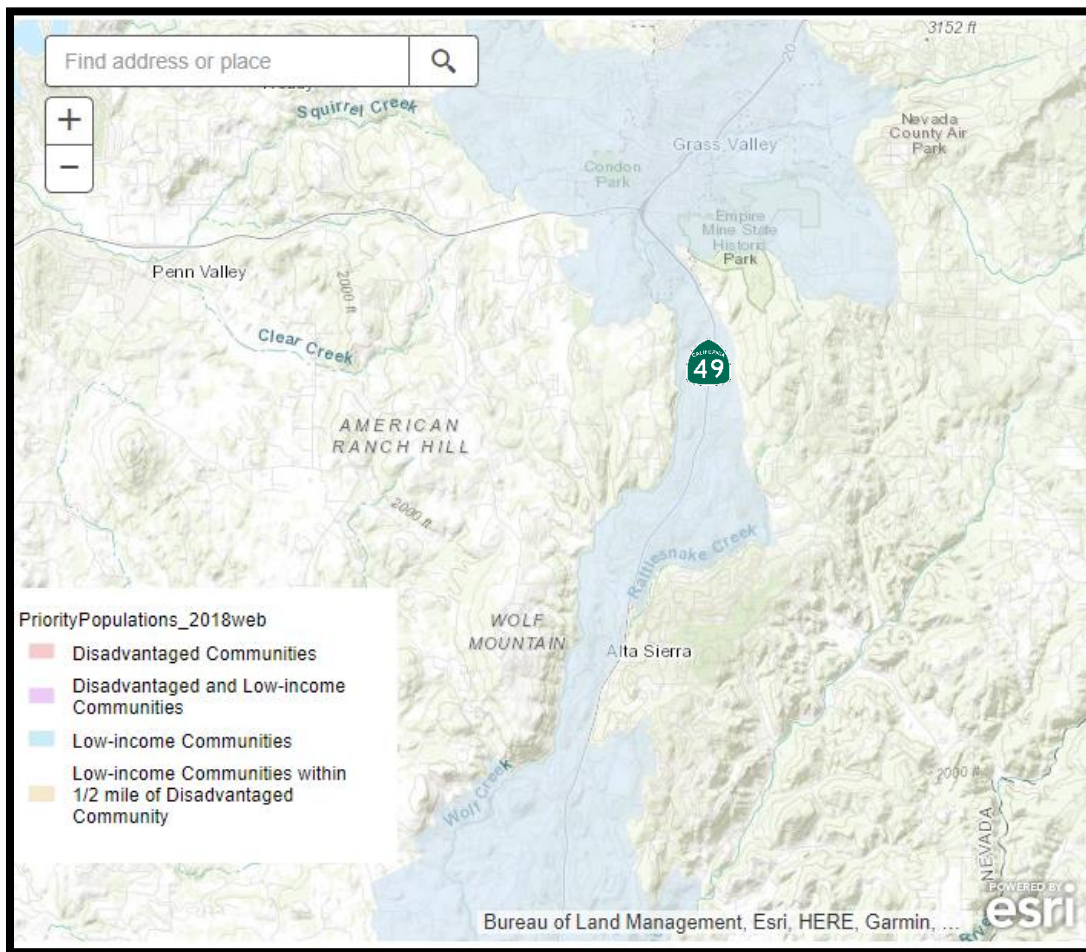 3152 ft
Find address or place
20
Squirrel Creek
Nevada
County Air
Park
Grass Valley
Condon
Park
Empire
Mine State
Historic
Park
Penn Valley
2000 ft
Clear Creek
CALIFORNIA
49
AMERICAN
RANCH HILL
2000 ft
Rattlesnake Creek
WOLF
MOUNTAIN
Alta Sierra
PriorityPopulations_2018web
Disadvantaged Communities
Disadvantaged and Low-income
Communities
Low-income Communities
Low-income Communities within
1/2 mile of Disadvantaged
Community
Wolf Creek
2000 ft
NEVADA
POWERED BY
esri
Bureau of Land Management, Esri, HERE, Garmin, ...